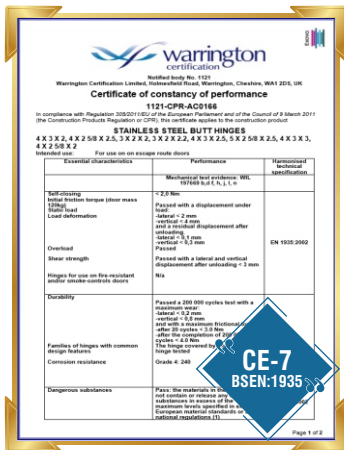 Exova
warrington
certification
Notified body No. 1121
Warrington Certification Limited, Holmesfield Road, Warrington, Cheshire, WA1 2DS, UK
Certificate of constancy of performance
1121-CPR-AC0166
In compliance with Regulation 305/2011/EU of the European Parliament and of the Council of 9 March 2011
(the Construction Products Regulation or CPR), this certificate applies to the construction product
STAINLESS STEEL BUTT HINGES
4 X 3 X 2, 4 X 2 5/8 X 2.5, 3 X 2 X 2, 3 X 2 X 2.2, 4 X 3 X 2.5, 5 X 2 5/8 X 2.5, 4 X 3 X 3,
4 X 2 5/8 X 2
Intended use: For use on on escape route doors
Essential characteristics Performance Harmonised technical specification
Mechanical test evidence: WIL
197669 b,d f, h, j, l, n
Self-closing < 2,0 Nm
Initial friction torque (door mass
120kg)
Static load Passed with a displacement under
load:
Load deformation -lateral < 2 mm
-vertical < 4 mm
and a residual displacement after
unloading
-lateral < 0,1 mm
-vertical < 0,3 mm
EN 1935:2002
Overload Passed
Shear strength Passed with a lateral and vertical
displacement after unloading < 3 mm
Hinges for use on fire-resistant
and/or smoke-controls doors N/a
Durability
Passed a 200 000 cycles test with a
maximum wear:
-lateral < 0,2 mm
-vertical < 0,5 mm
and with a maximum frictional
-after 20 cycles < 3.0 Nm
-after the completion of 200
cycles < 4.0 Nm
Families of hinges with common
design features The hinge covered by
hinge tested
Corrosion resistance Grade 4: 240
Dangerous substances Pass: the materials in the
not contain or release any
substances in excess of the
maximum levels specified in
European material standards or
national regulations (1)
CE-7
BSEN:1935
Page 1 of 2